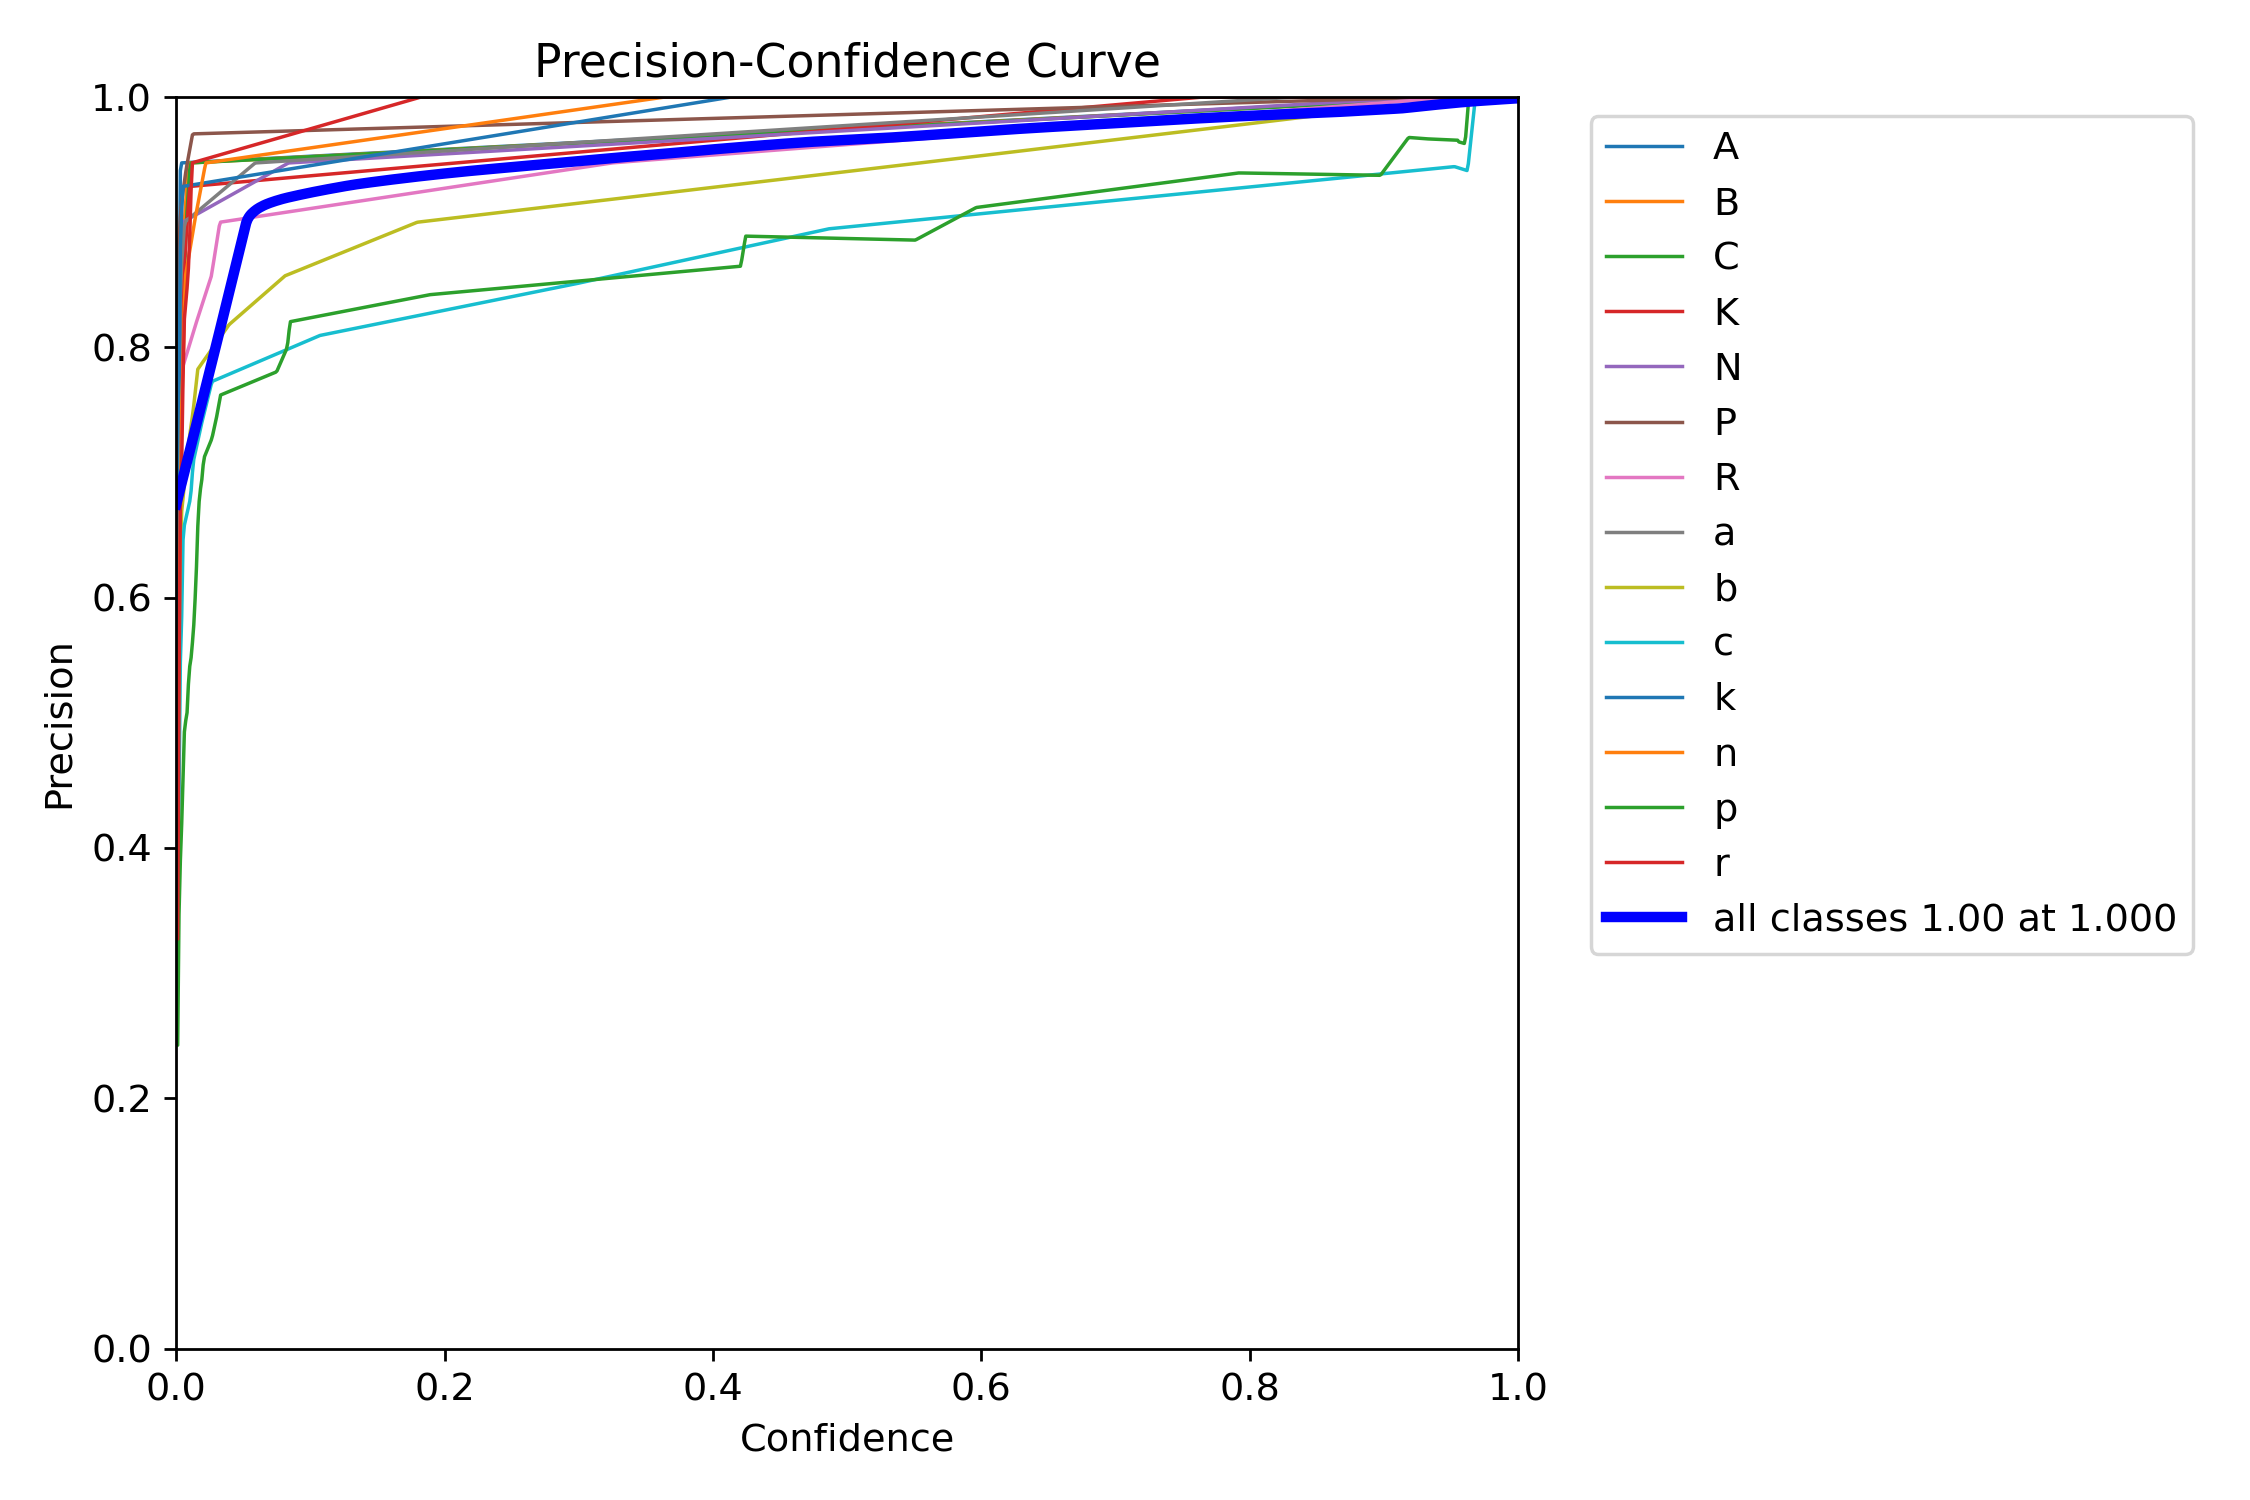 Precision-Confidence Curve
1.0
0.8
0.6
0.4
0.2
0.0
Precision
0.0 0.2 0.4 0.6 0.8 1.0
Confidence
A
B
C
K
N
P
R
a
b
c
k
n
p
r
all classes 1.00 at 1.000